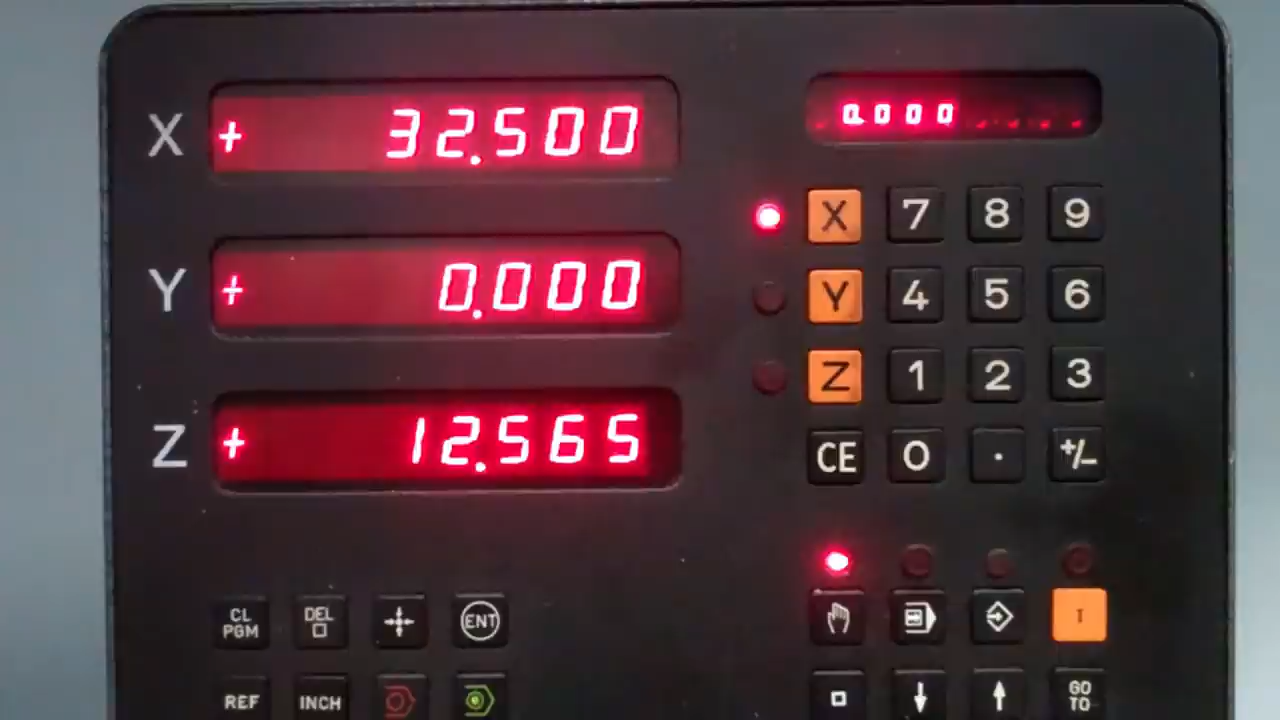 X + 32.500
0.000
X 7 8 9
Y + 0.000
Y 4 5 6
Z 1 2 3
Z + 12.565
CE 0 . +/-
CL PGM
DEL
ENT
T
REF
INCH
GO TO